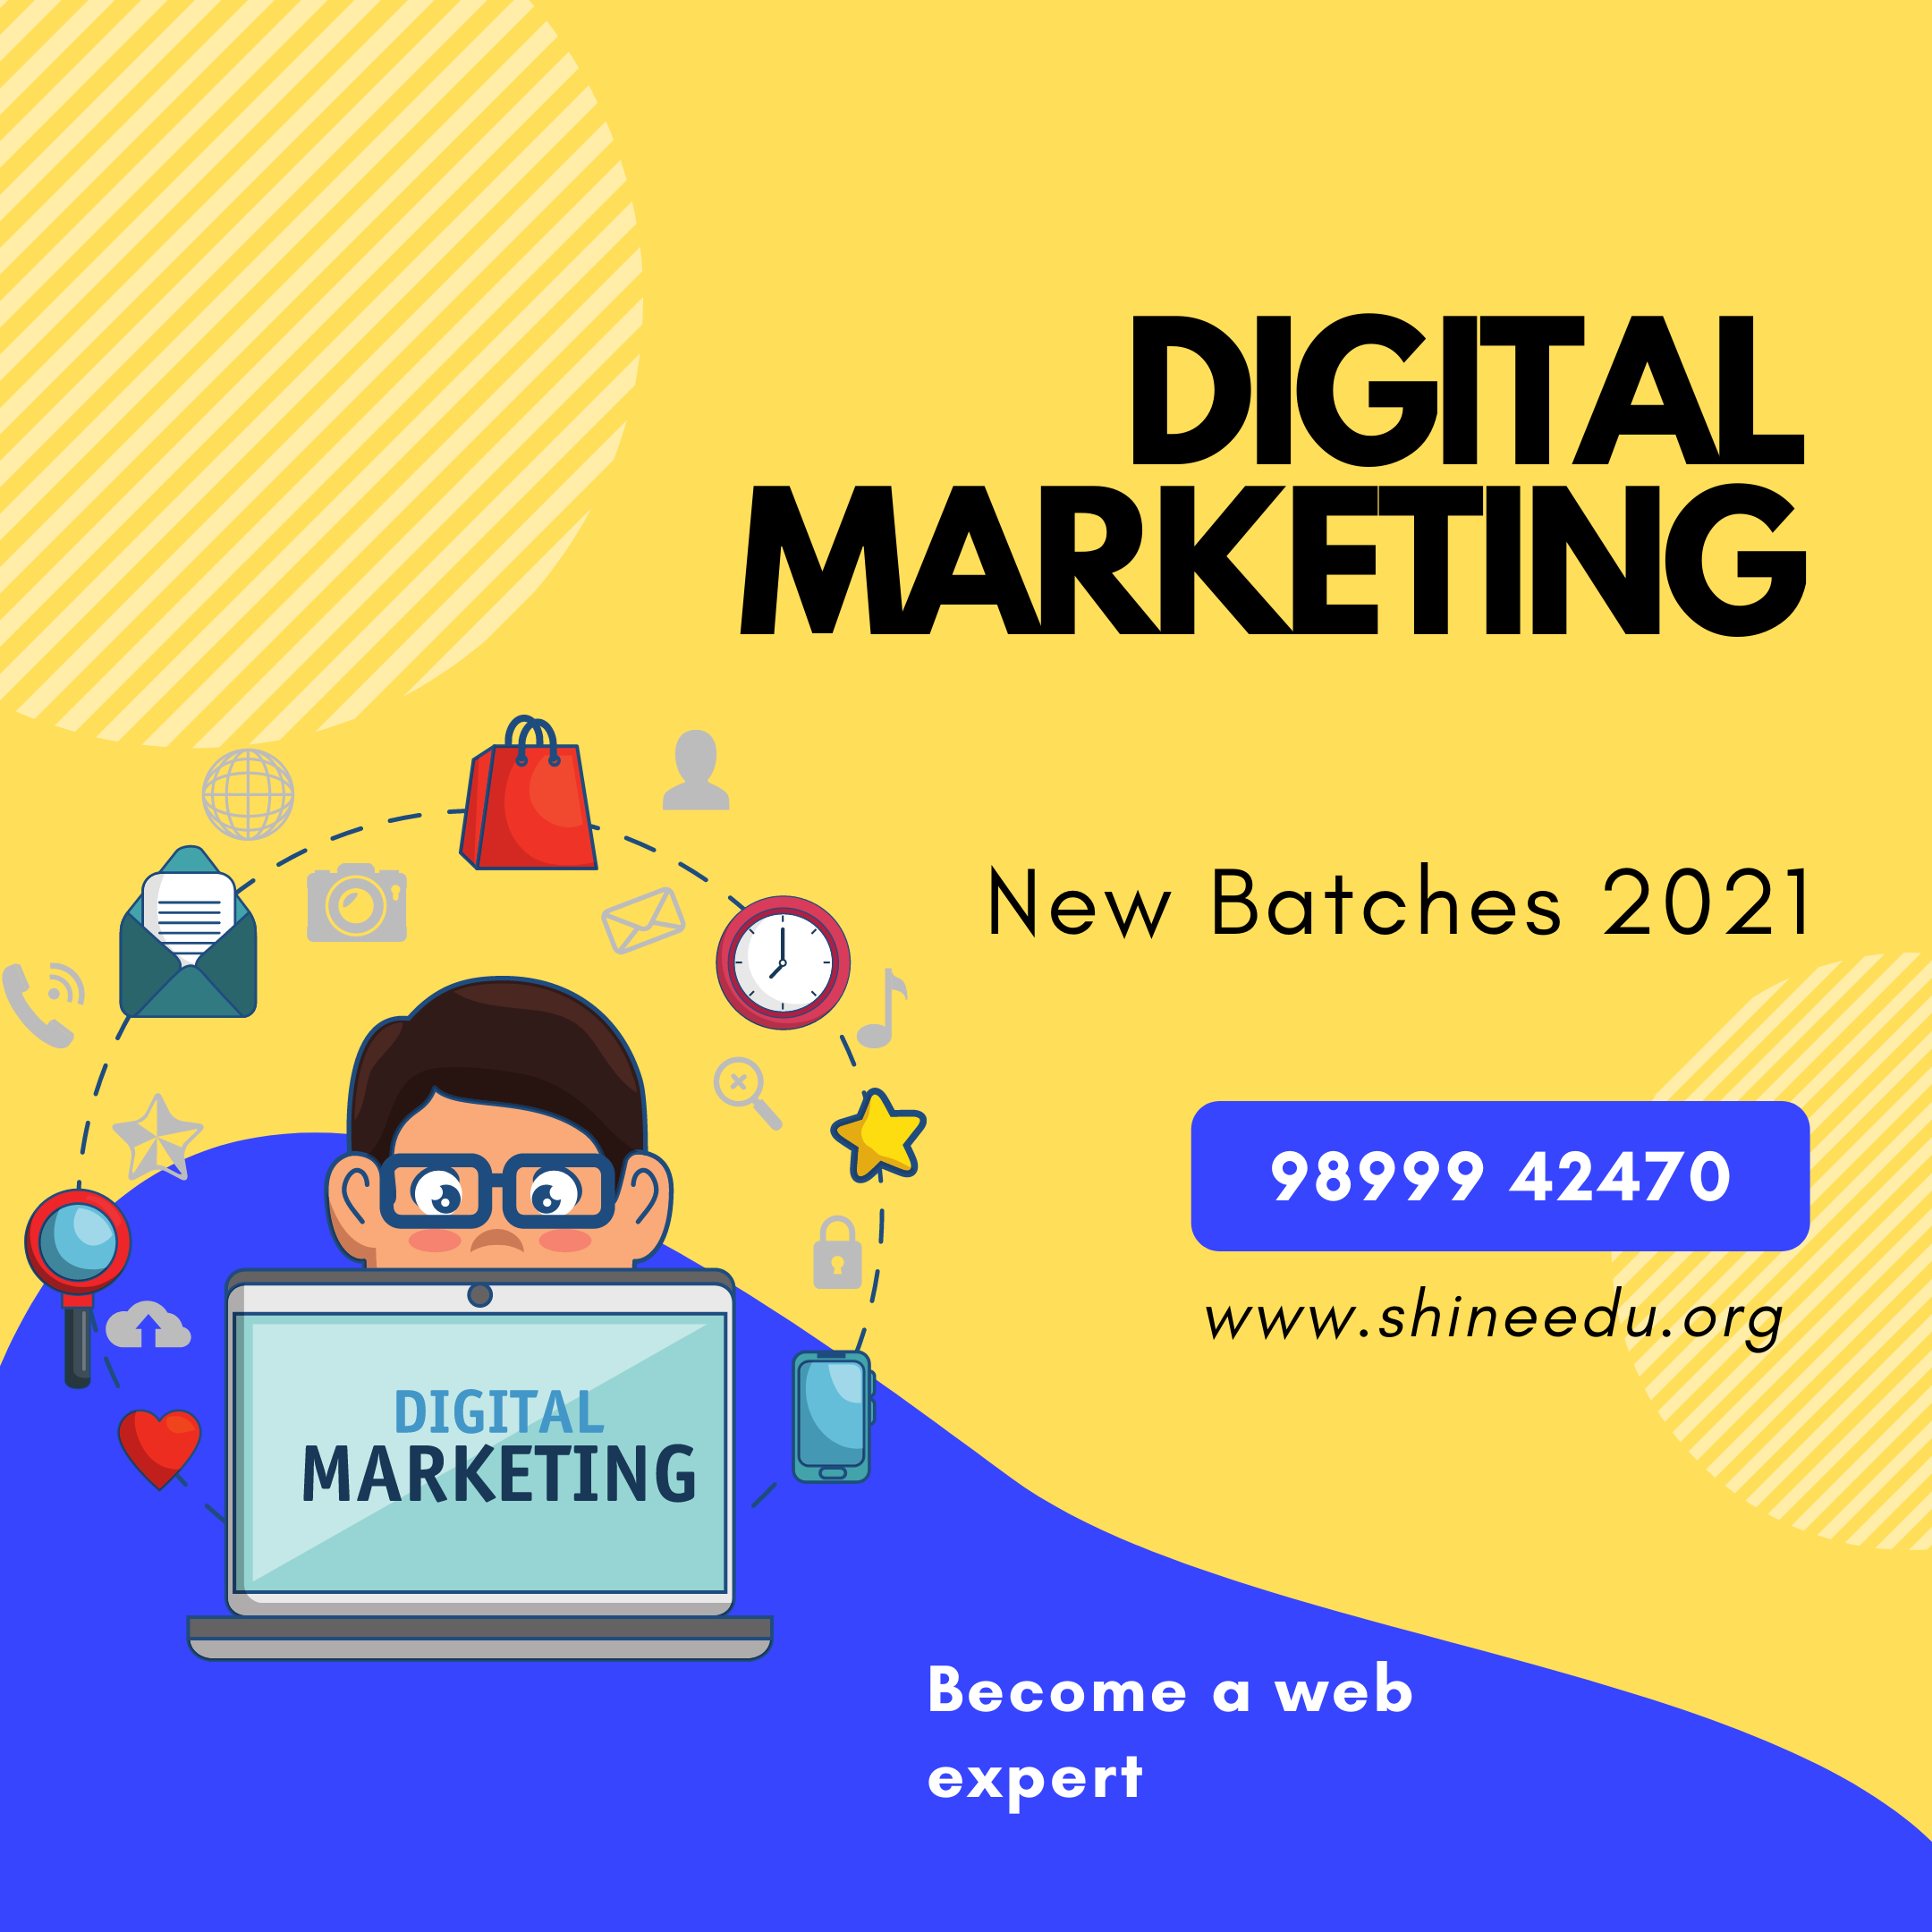 DIGITAL
MARKETING
New Batches 2021
98999 42470
www.shineedu.org
DIGITAL
MARKETING
Become a web
expert